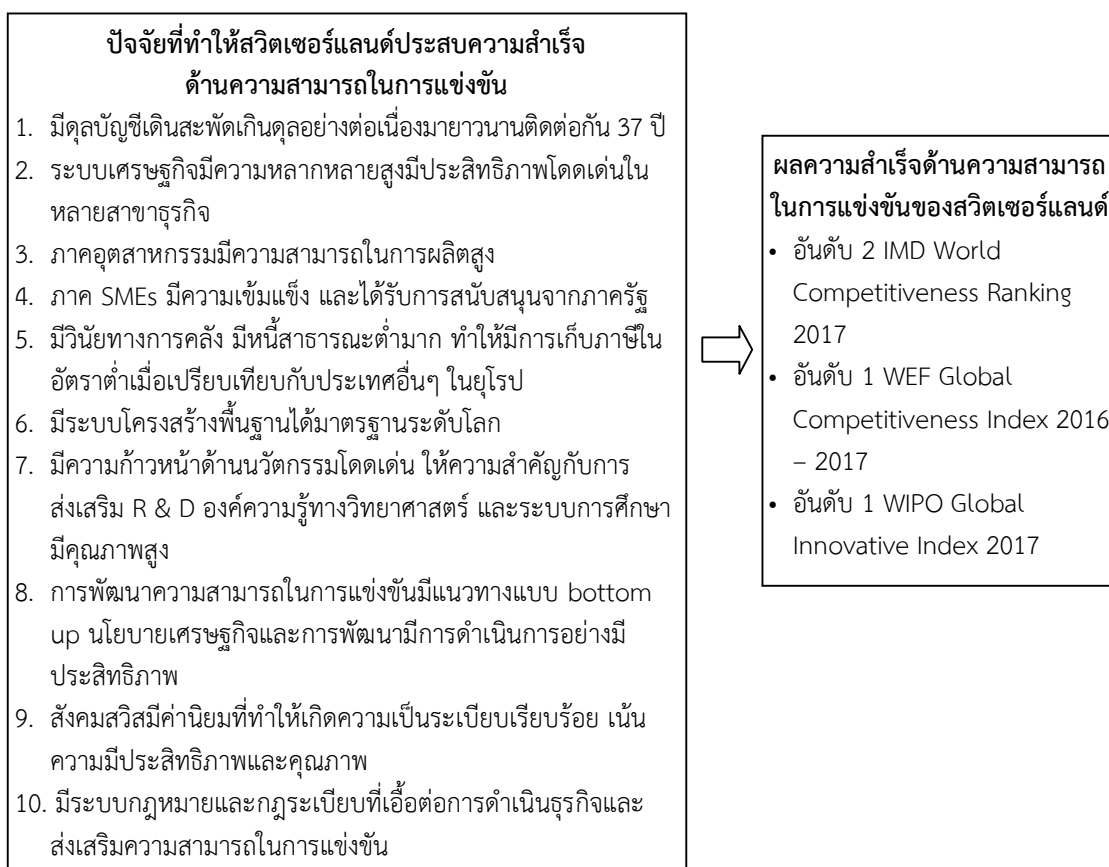 ปัจจัยที่ทำให้สวิตเซอร์แลนด์ประสบความสำเร็จ
ด้านความสามารถในการแข่งขัน
1. มีดุลบัญชีเดินสะพัดเกินดุลอย่างต่อเนื่องมายาวนานติดต่อกัน 37 ปี
2. ระบบเศรษฐกิจมีความหลากหลายสูงมีประสิทธิภาพโดดเด่นใน
หลายสาขาธุรกิจ
3. ภาคอุตสาหกรรมมีความสามารถในการผลิตสูง
4. ภาค SMEs มีความเข้มแข็ง และได้รับการสนับสนุนจากภาครัฐ
5. มีวินัยทางการคลัง มีหนี้สาธารณะต่ำมาก ทำให้มีการเก็บภาษีใน
อัตราต่ำเมื่อเปรียบเทียบกับประเทศอื่นๆ ในยุโรป
6. มีระบบโครงสร้างพื้นฐานได้มาตรฐานระดับโลก
7. มีความก้าวหน้าด้านนวัตกรรมโดดเด่น ให้ความสำคัญกับการ
ส่งเสริม R & D องค์ความรู้ทางวิทยาศาสตร์ และระบบการศึกษา
มีคุณภาพสูง
8. การพัฒนาความสามารถในการแข่งขันมีแนวทางแบบ bottom
up นโยบายเศรษฐกิจและการพัฒนามีการดำเนินการอย่างมี
ประสิทธิภาพ
9. สังคมสวิสมีค่านิยมที่ทำให้เกิดความเป็นระเบียบเรียบร้อย เน้น
ความมีประสิทธิภาพและคุณภาพ
10. มีระบบกฎหมายและกฎระเบียบที่เอื้อต่อการดำเนินธุรกิจและ
ส่งเสริมความสามารถในการแข่งขัน
ผลความสำเร็จด้านความสามารถ
ในการแข่งขันของสวิตเซอร์แลนด์
• อันดับ 2 IMD World
Competitiveness Ranking
2017
• อันดับ 1 WEF Global
Competitiveness Index 2016
– 2017
• อันดับ 1 WIPO Global
Innovative Index 2017